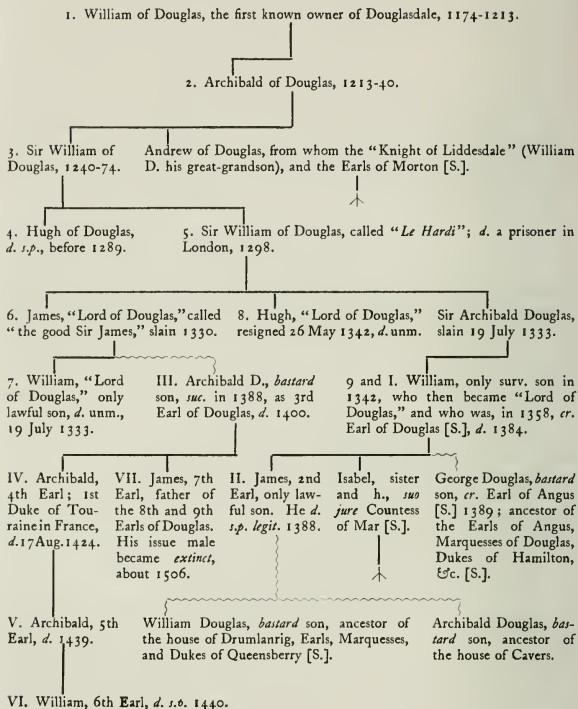 1. William of Douglas, the first known owner of Douglasdale, 1174-1213.
2. Archibald of Douglas, 1213-40.
3. Sir William of
Douglas, 1240-74.
Andrew of Douglas, from whom the "Knight of Liddesdale" (William
D. his great-grandson), and the Earls of Morton [S.].
4. Hugh of Douglas,
d. s.p., before 1289.
5. Sir William of Douglas, called "Le Hardi"; d. a prisoner in
London, 1298.
6. James, "Lord of Douglas," called
"the good Sir James," slain 1330.
8. Hugh, "Lord of Douglas,"
resigned 26 May 1342, d. unm.
Sir Archibald Douglas,
slain 19 July 1333.
7. William, "Lord
of Douglas," only
lawful son, d. unm.,
19 July 1333.
III. Archibald D., bastard
son, suc. in 1388, as 3rd
Earl of Douglas, d. 1400.
9 and I. William, only surv. son in
1342, who then became "Lord of
Douglas," and who was, in 1358, cr.
Earl of Douglas [S.], d. 1384.
IV. Archibald,
4th Earl; 1st
Duke of Tou-
raine in France,
d. 17 Aug. 1424.
VII. James, 7th
Earl, father of
the 8th and 9th
Earls of Douglas.
His issue male
became extinct,
about 1506.
II. James, 2nd
Earl, only law-
ful son. He d.
s.p. legit. 1388.
Isabel, sister
and h., suo
jure Countess
of Mar [S.].
George Douglas, bastard
son, cr. Earl of Angus
[S.] 1389; ancestor of
the Earls of Angus,
Marquesses of Douglas,
Dukes of Hamilton,
&c. [S.].
V. Archibald, 5th
Earl, d. 1439.
William Douglas, bastard son, ancestor of
the house of Drumlanrig, Earls, Marquesses,
and Dukes of Queensberry [S.].
Archibald Douglas, bas-
tard son, ancestor of
the house of Cavers.
VI. William, 6th Earl, d. s.p. 1440.